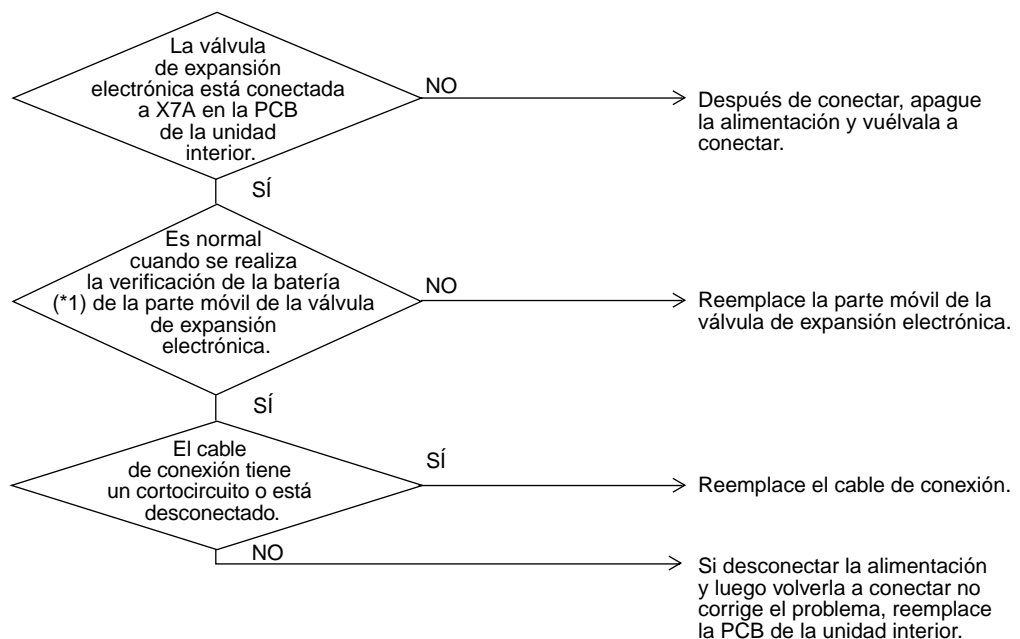 La válvula
de expansión
electrónica está conectada
a X7A en la PCB
de la unidad
interior.
NO
Después de conectar, apague
la alimentación y vuélvala a
conectar.
SÍ
Es normal
cuando se realiza
la verificación de la batería
(*1) de la parte móvil de la válvula
de expansión
electrónica.
NO
Reemplace la parte móvil de la
válvula de expansión electrónica.
SÍ
El cable
de conexión tiene
un cortocircuito o está
desconectado.
SÍ
Reemplace el cable de conexión.
NO
Si desconectar la alimentación
y luego volverla a conectar no
corrige el problema, reemplace
la PCB de la unidad interior.